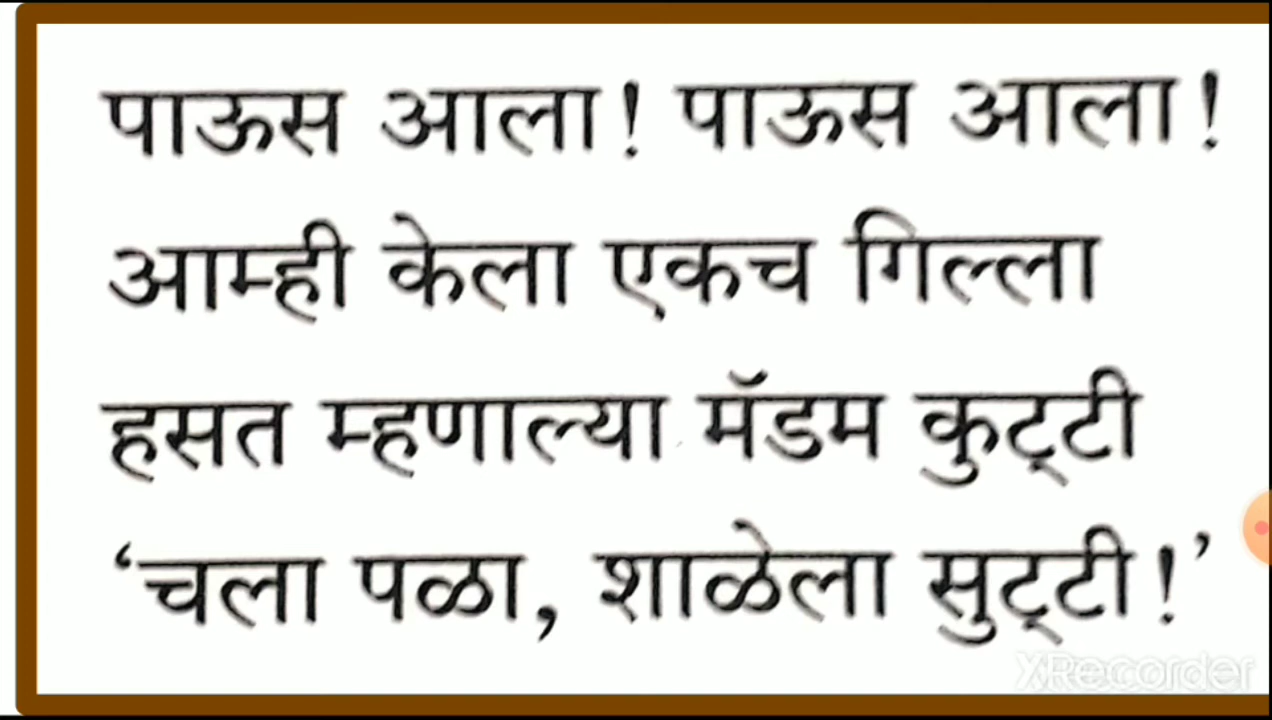 पाऊस आला! पाऊस आला!
आम्ही केला एकच गिल्ला
हसत म्हणाल्या मॅडम कुट्टी
‘चला पळा, शाळेला सुट्टी!’
XRecorder